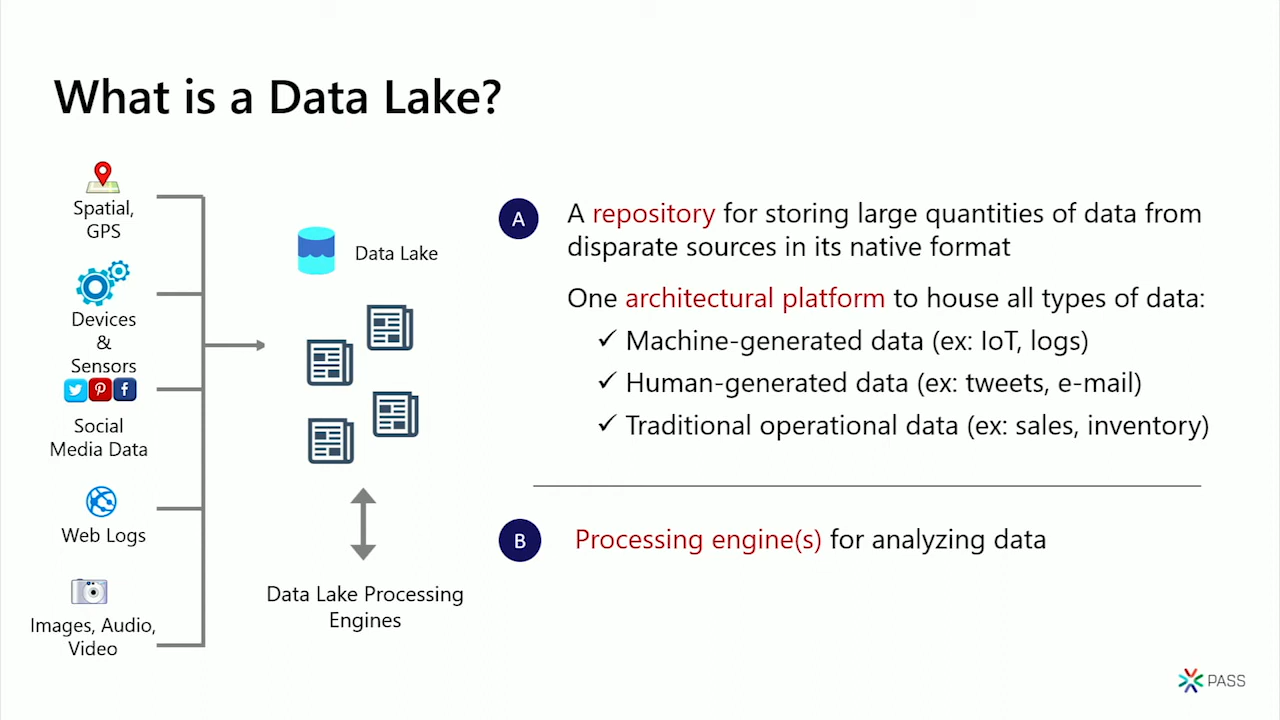 What is a Data Lake?
Spatial,
GPS
Devices
&
Sensors
Social
Media Data
Web Logs
Images, Audio,
Video
Data Lake
Data Lake Processing
Engines
A
A repository for storing large quantities of data from
disparate sources in its native format
One architectural platform to house all types of data:
✓ Machine-generated data (ex: IoT, logs)
✓ Human-generated data (ex: tweets, e-mail)
✓ Traditional operational data (ex: sales, inventory)
B
Processing engine(s) for analyzing data
PASS